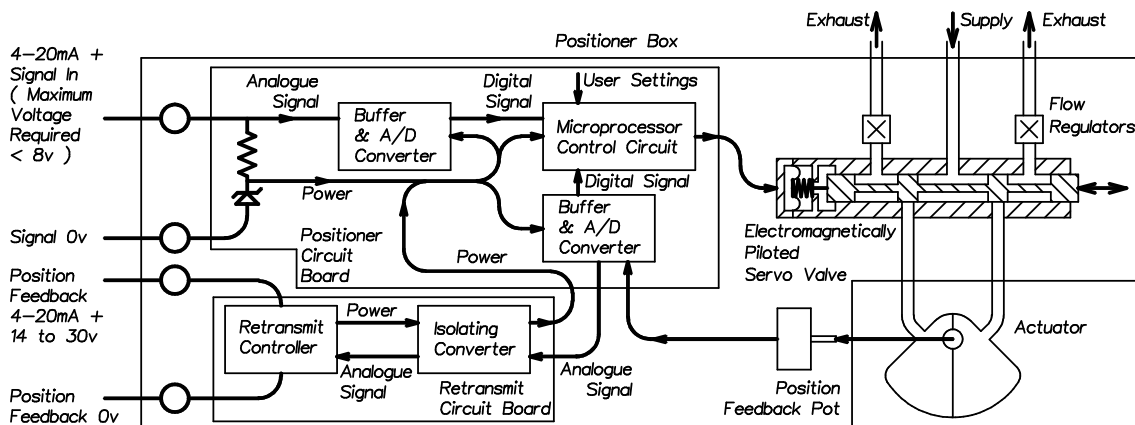 Exhaust
Supply
Exhaust
Positioner Box
4-20mA +
Signal In
( Maximum
Voltage
Required
< 8v )
Analogue
Signal
Digital
Signal
User Settings
Buffer
& A/D
Converter
Microprocessor
Control Circuit
Flow
Regulators
Power
Digital Signal
Buffer
& A/D
Converter
Signal 0v
Positioner
Circuit
Board
Power
Electromagnetically
Piloted
Servo Valve
Position
Feedback
4-20mA +
14 to 30v
Retransmit
Controller
Power
Isolating
Converter
Analogue
Signal
Analogue
Signal
Actuator
Retransmit
Circuit Board
Position
Feedback Pot
Position
Feedback 0v